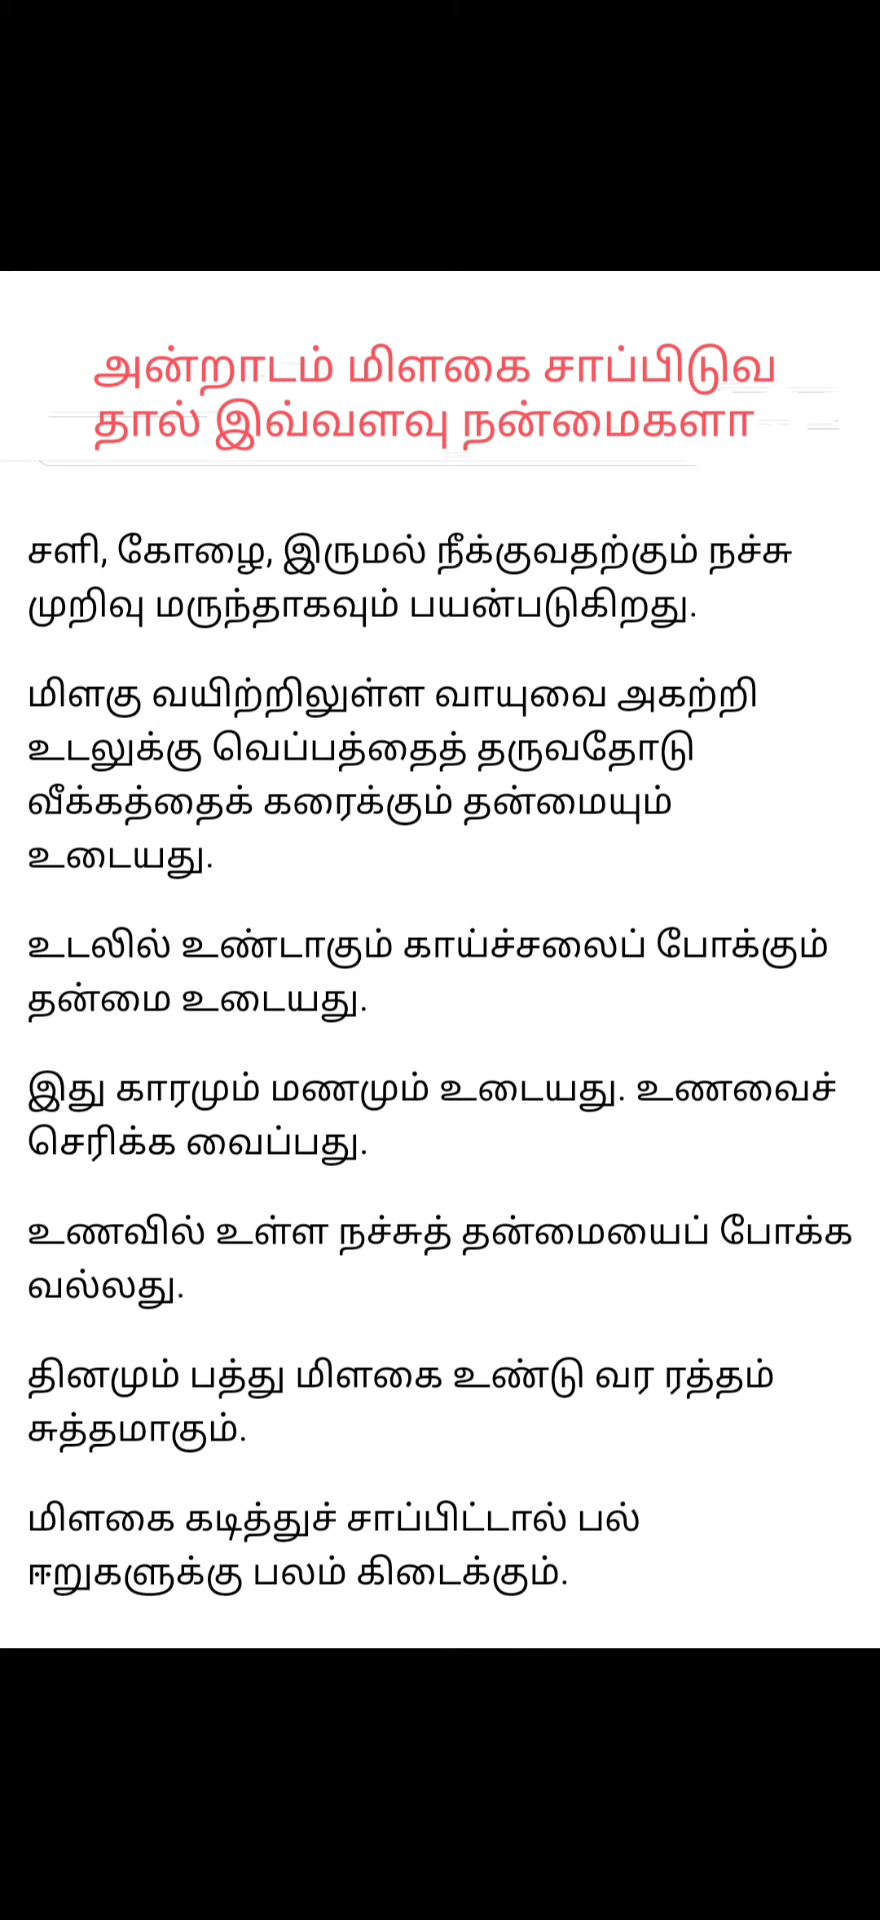 அன்றாடம் மிளகை சாப்பிடுவ
தால் இவ்வளவு நன்மைகளா
சளி, கோழை, இருமல் நீக்குவதற்கும் நச்சு
முறிவு மருந்தாகவும் பயன்படுகிறது.
மிளகு வயிற்றிலுள்ள வாயுவை அகற்றி
உடலுக்கு வெப்பத்தைத் தருவதோடு
வீக்கத்தைக் கரைக்கும் தன்மையும்
உடையது.
உடலில் உண்டாகும் காய்ச்சலைப் போக்கும்
தன்மை உடையது.
இது காரமும் மணமும் உடையது. உணவைச்
செரிக்க வைப்பது.
உணவில் உள்ள நச்சுத் தன்மையைப் போக்க
வல்லது.
தினமும் பத்து மிளகை உண்டு வர ரத்தம்
சுத்தமாகும்.
மிளகை கடித்துச் சாப்பிட்டால் பல்
ஈறுகளுக்கு பலம் கிடைக்கும்.